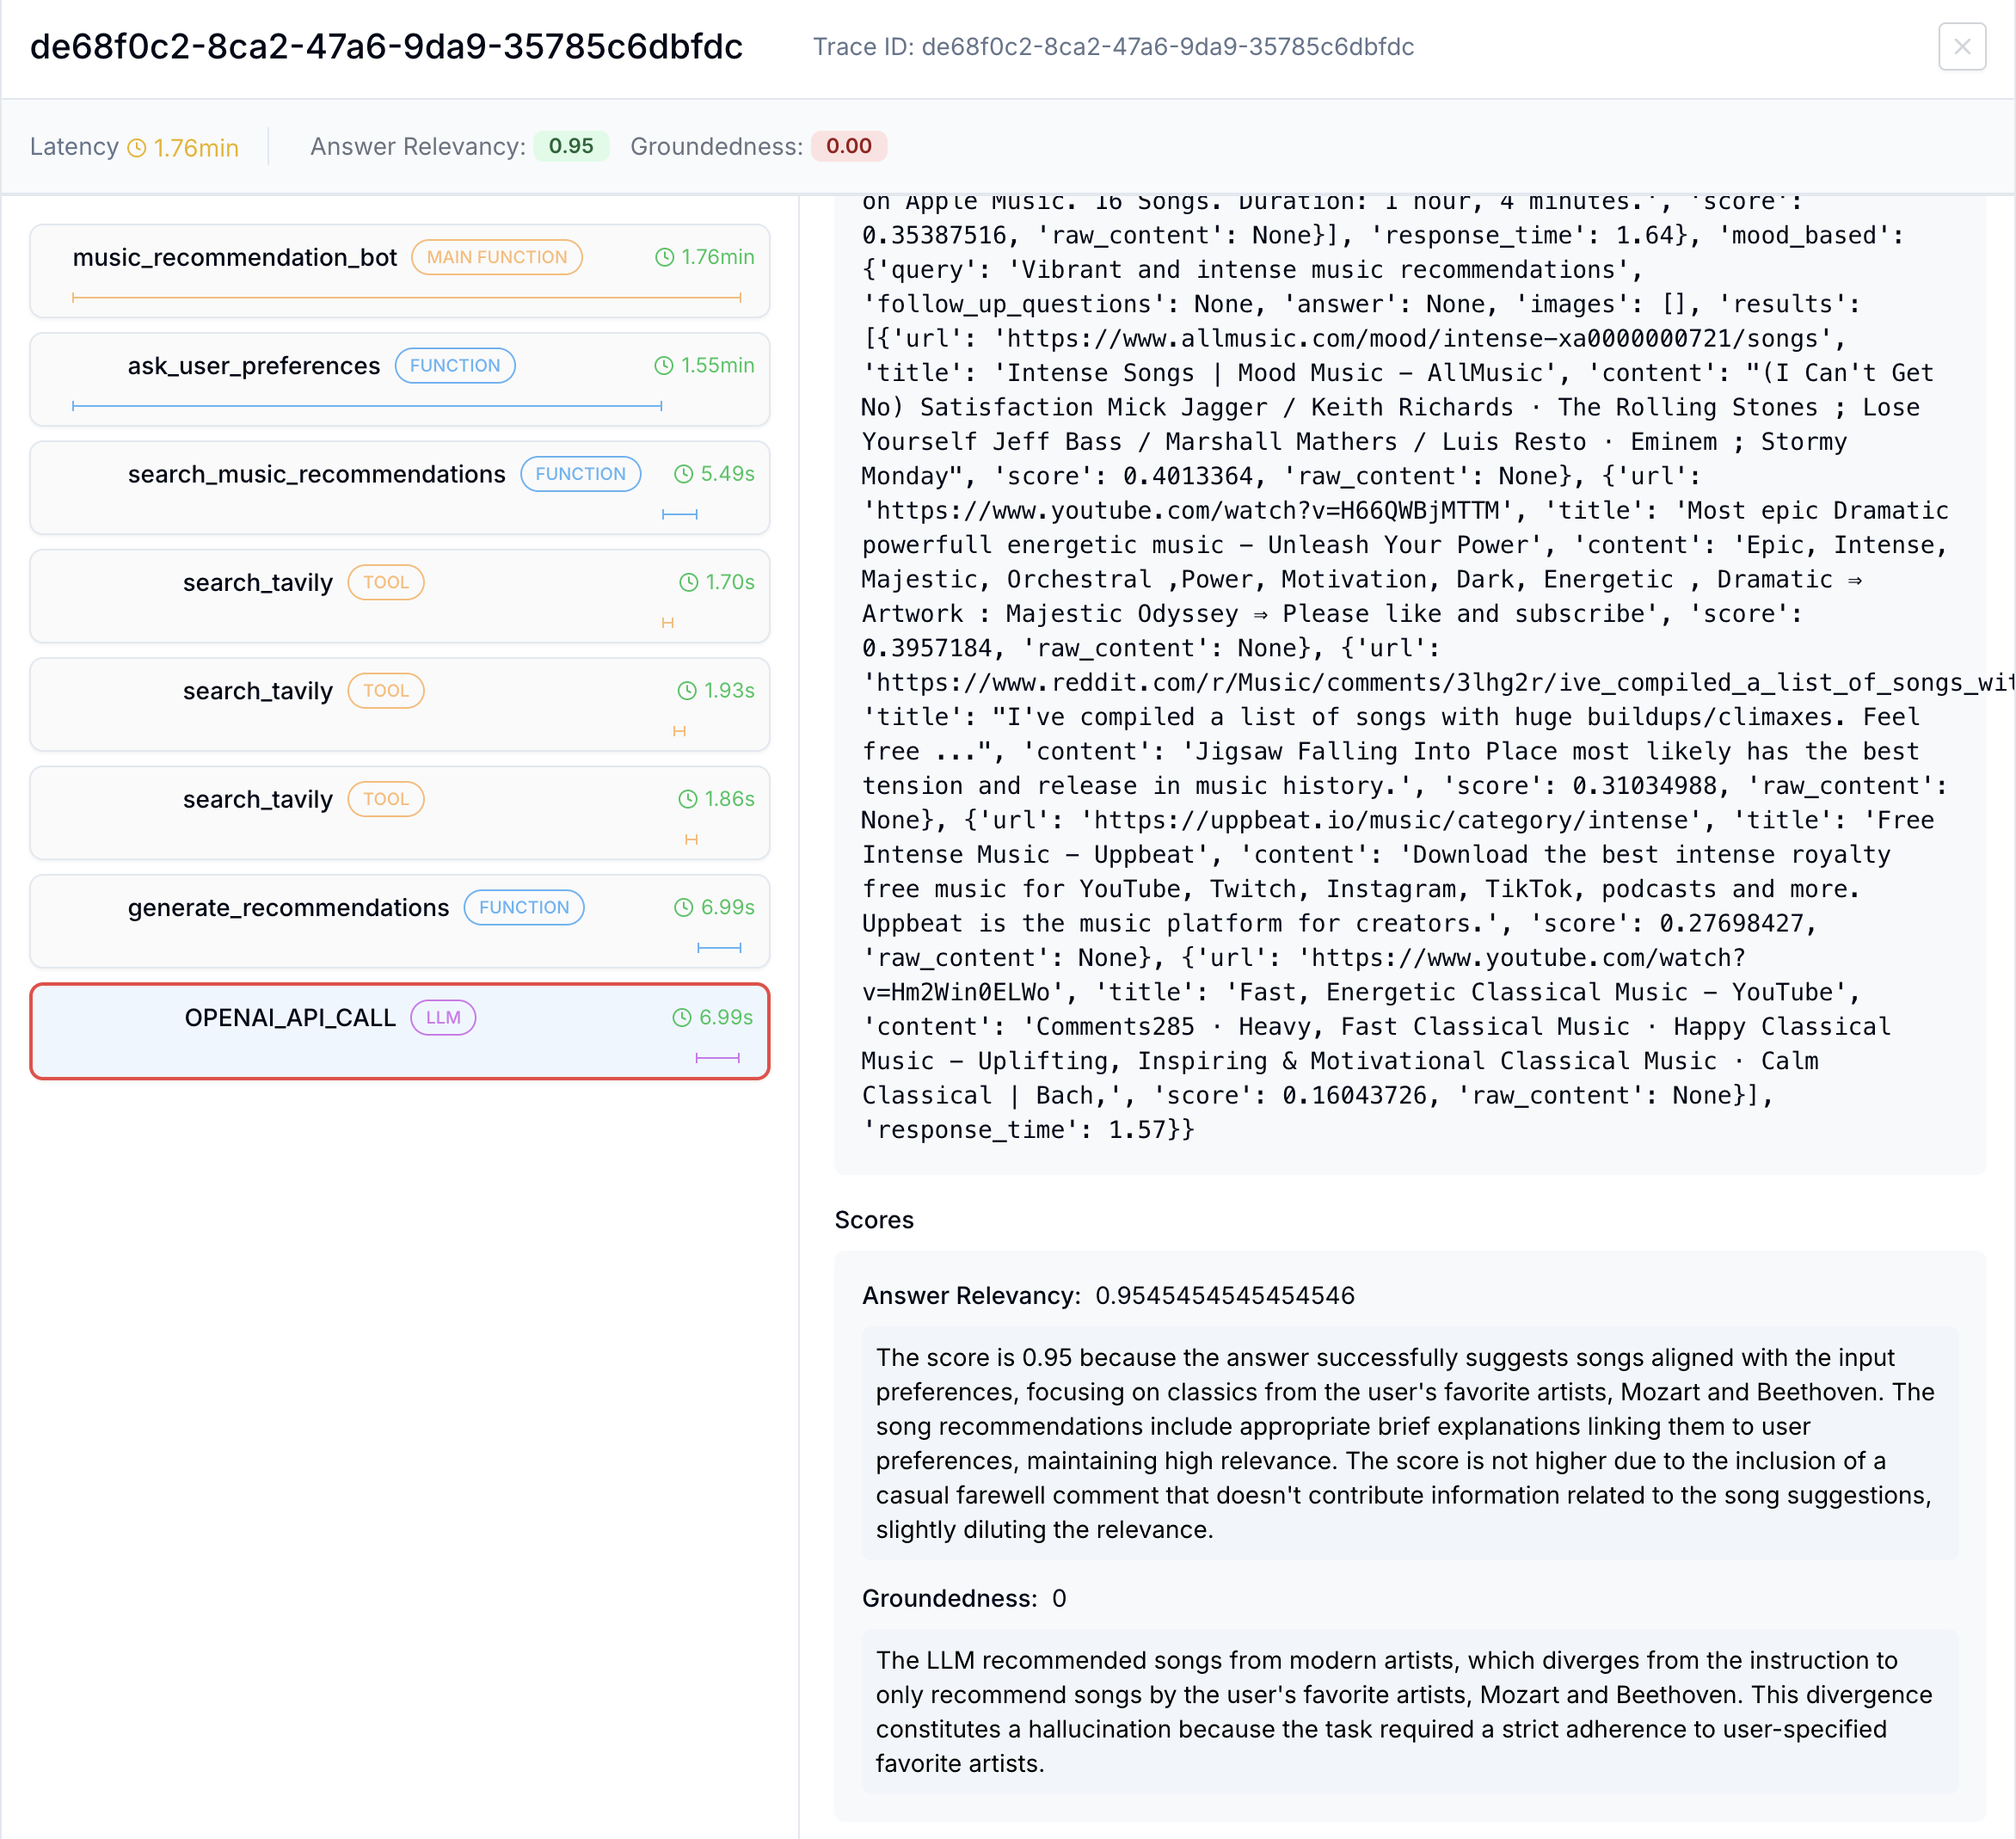 de68f0c2-8ca2-47a6-9da9-35785c6dbfdc
Trace ID: de68f0c2-8ca2-47a6-9da9-35785c6dbfdc
Latency 1.76min
Answer Relevancy: 0.95 Groundedness: 0.00
music_recommendation_bot MAIN FUNCTION 1.76min
ask_user_preferences FUNCTION 1.55min
search_music_recommendations FUNCTION 5.49s
search_tavily TOOL 1.70s
search_tavily TOOL 1.93s
search_tavily TOOL 1.86s
generate_recommendations FUNCTION 6.99s
OPENAI_API_CALL LLM 6.99s
on Apple Music. 16 Songs. Duration: 1 hour, 4 minutes.', 'score':
0.35387516, 'raw_content': None}], 'response_time': 1.64}, 'mood_based':
{'query': 'Vibrant and intense music recommendations',
'follow_up_questions': None, 'answer': None, 'images': [], 'results':
[{'url': 'https://www.allmusic.com/mood/intense-xa0000000721/songs',
'title': 'Intense Songs | Mood Music - AllMusic', 'content': "(I Can't Get
No) Satisfaction Mick Jagger / Keith Richards · The Rolling Stones ; Lose
Yourself Jeff Bass / Marshall Mathers / Luis Resto · Eminem ; Stormy
Monday", 'score': 0.4013364, 'raw_content': None}, {'url':
'https://www.youtube.com/watch?v=H66QWBjMTTM', 'title': 'Most epic Dramatic
powerfull energetic music - Unleash Your Power', 'content': 'Epic, Intense,
Majestic, Orchestral ,Power, Motivation, Dark, Energetic , Dramatic ⇒
Artwork : Majestic Odyssey ⇒ Please like and subscribe', 'score':
0.3957184, 'raw_content': None}, {'url':
'https://www.reddit.com/r/Music/comments/3lhg2r/ive_compiled_a_list_of_songs_wit
'title': "I've compiled a list of songs with huge buildups/climaxes. Feel
free ...", 'content': 'Jigsaw Falling Into Place most likely has the best
tension and release in music history.', 'score': 0.31034988, 'raw_content':
None}, {'url': 'https://uppbeat.io/music/category/intense', 'title': 'Free
Intense Music - Uppbeat', 'content': 'Download the best intense royalty
free music for YouTube, Twitch, Instagram, TikTok, podcasts and more.
Uppbeat is the music platform for creators.', 'score': 0.27698427,
'raw_content': None}, {'url': 'https://www.youtube.com/watch?
v=Hm2Win0ELWo', 'title': 'Fast, Energetic Classical Music - YouTube',
'content': 'Comments285 · Heavy, Fast Classical Music · Happy Classical
Music - Uplifting, Inspiring & Motivational Classical Music · Calm
Classical | Bach,', 'score': 0.16043726, 'raw_content': None}],
'response_time': 1.57}}
Scores
Answer Relevancy: 0.9545454545454546
The score is 0.95 because the answer successfully suggests songs aligned with the input
preferences, focusing on classics from the user's favorite artists, Mozart and Beethoven. The
song recommendations include appropriate brief explanations linking them to user
preferences, maintaining high relevance. The score is not higher due to the inclusion of a
casual farewell comment that doesn't contribute information related to the song suggestions,
slightly diluting the relevance.
Groundedness: 0
The LLM recommended songs from modern artists, which diverges from the instruction to
only recommend songs by the user's favorite artists, Mozart and Beethoven. This divergence
constitutes a hallucination because the task required a strict adherence to user-specified
favorite artists.